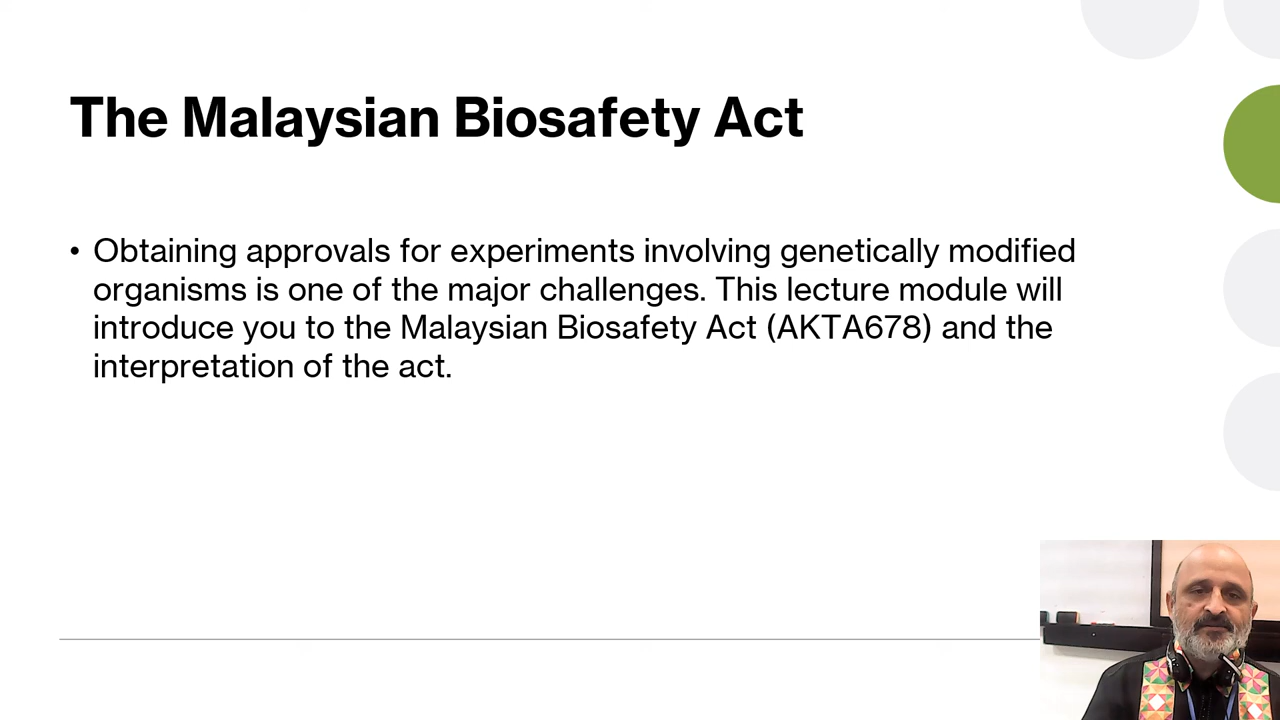 The Malaysian Biosafety Act
• Obtaining approvals for experiments involving genetically modified
organisms is one of the major challenges. This lecture module will
introduce you to the Malaysian Biosafety Act (AKTA678) and the
interpretation of the act.